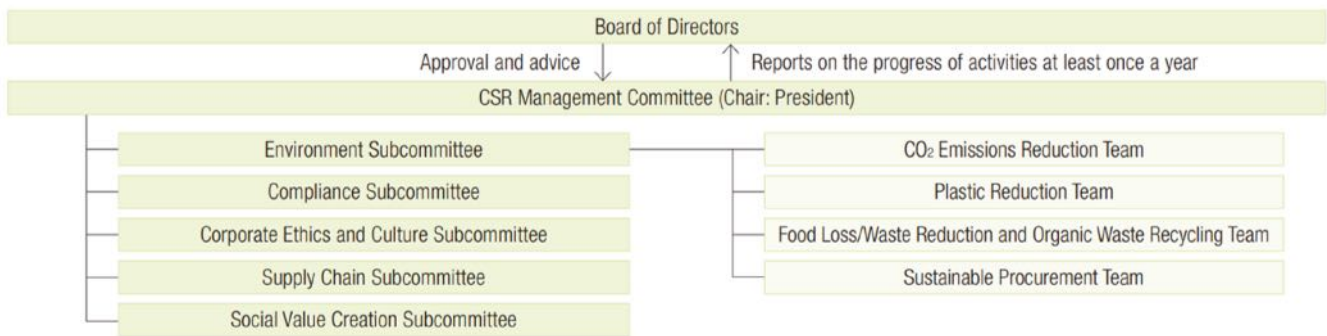 Board of Directors
Approval and advice
Reports on the progress of activities at least once a year
CSR Management Committee (Chair: President)
Environment Subcommittee
Compliance Subcommittee
Corporate Ethics and Culture Subcommittee
Supply Chain Subcommittee
Social Value Creation Subcommittee
CO₂ Emissions Reduction Team
Plastic Reduction Team
Food Loss/Waste Reduction and Organic Waste Recycling Team
Sustainable Procurement Team